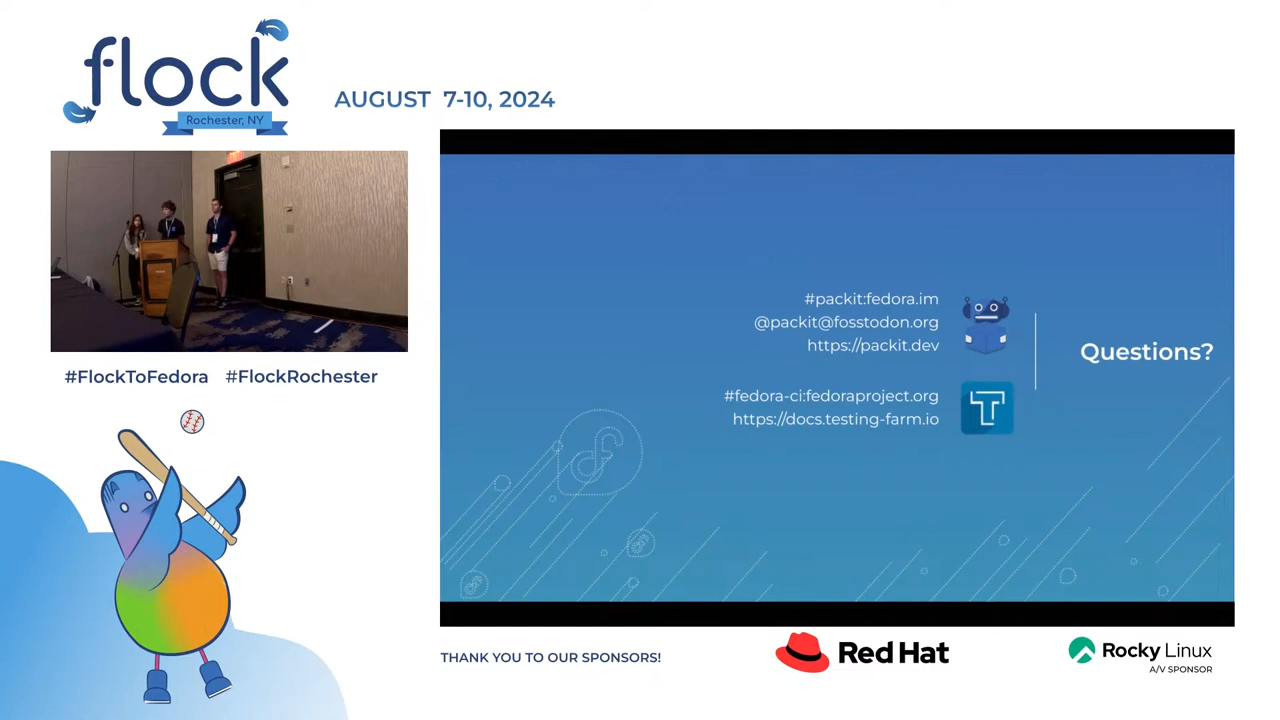 flock
Rochester, NY
AUGUST 7-10, 2024
#FlockToFedora #FlockRochester
#packit:fedora.im
@packit@fosstodon.org
https://packit.dev
#fedora-ci:fedoraproject.org
https://docs.testing-farm.io
Questions?
THANK YOU TO OUR SPONSORS!
Red Hat
Rocky Linux
A/V SPONSOR